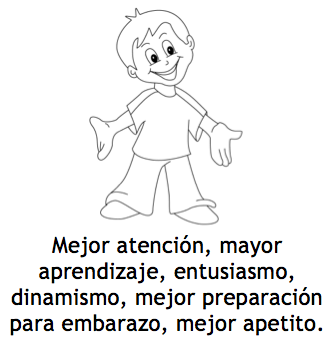 Mejor atención, mayor
aprendizaje, entusiasmo,
dinamismo, mejor preparación
para embarazo, mejor apetito.